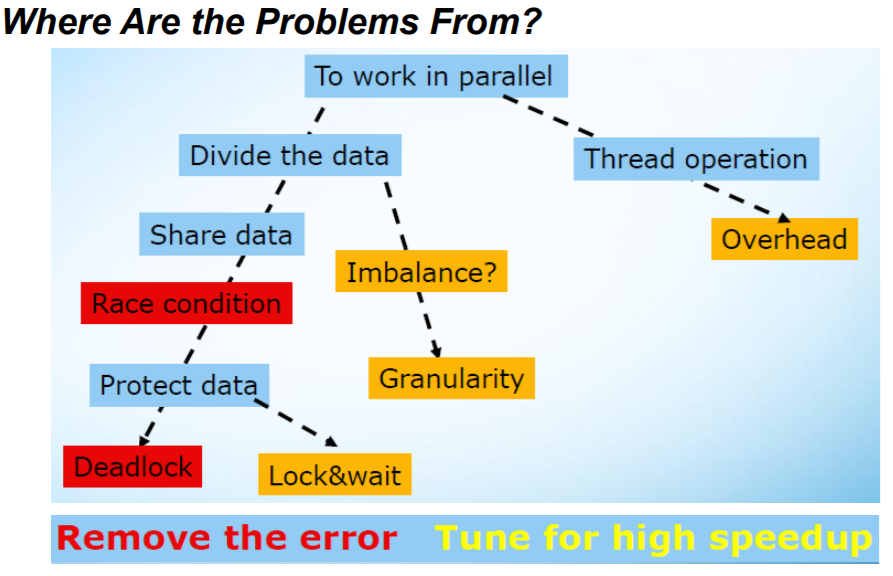 Where Are the Problems From?
To work in parallel
Divide the data
Thread operation
Share data
Overhead
Imbalance?
Race condition
Granularity
Protect data
Deadlock
Lock&wait
Remove the error Tune for high speedup